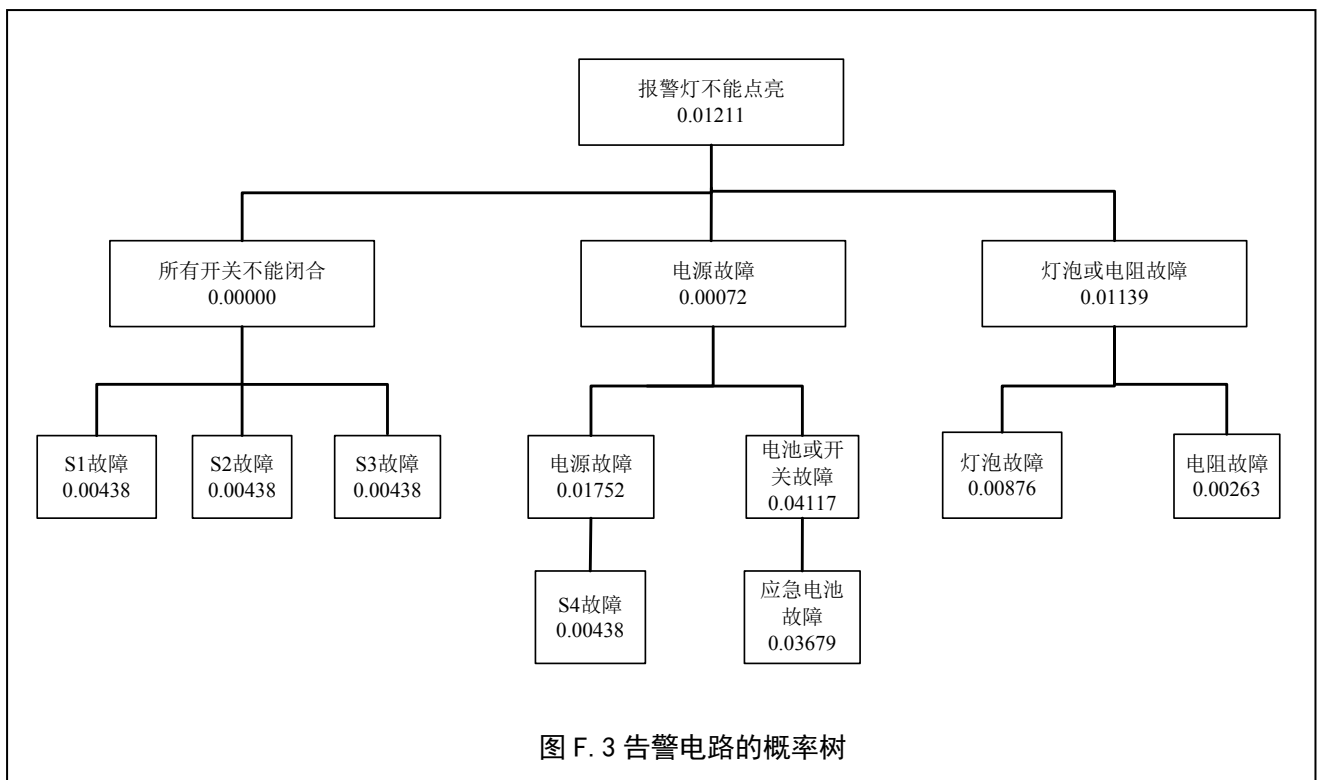 报警灯不能点亮
0.01211
所有开关不能闭合
0.00000
电源故障
0.00072
灯泡或电阻故障
0.01139
S1故障
0.00438
S2故障
0.00438
S3故障
0.00438
电源故障
0.01752
电池或开
关故障
0.04117
灯泡故障
0.00876
电阻故障
0.00263
S4故障
0.00438
应急电池
故障
0.03679
图 F.3 告警电路的概率树